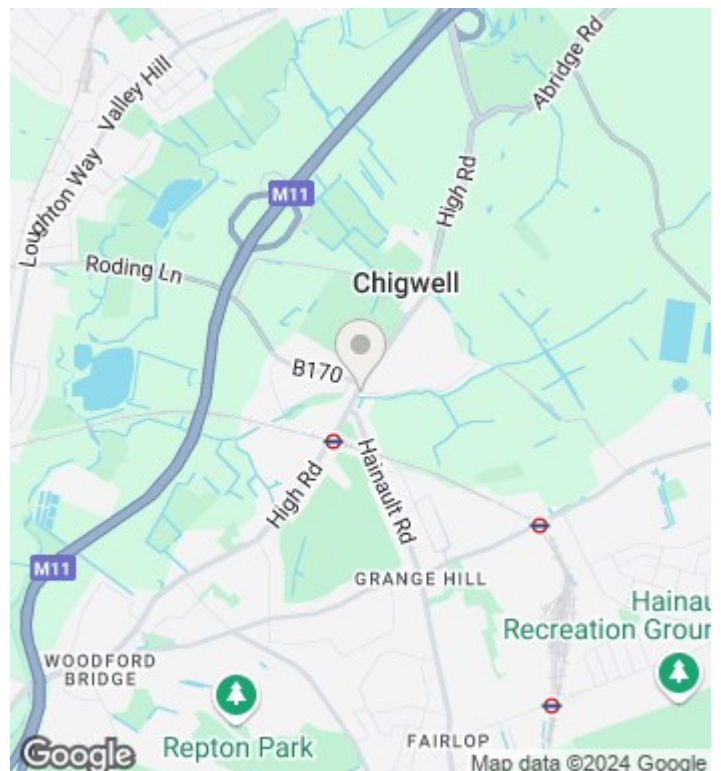 Abridge Rd
Valley Hill
Loughton Way
High Rd
M11
Roding Ln
Chigwell
B170
High Rd
Hainault Rd
M11
GRANGE HILL
Hainau
Recreation Groun
WOODFORD
BRIDGE
Repton Park
FAIRLOP
Google
Map data ©2024 Google